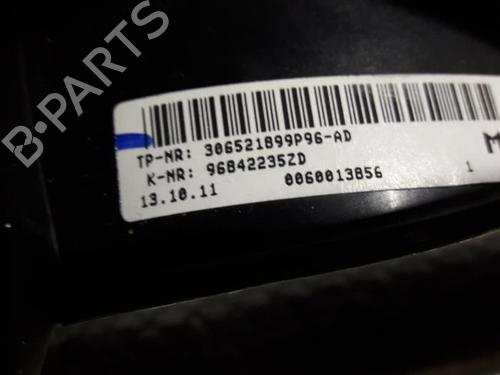 B-PARTS
TP-NR: 306521899P96-AD
K-NR: 96842235ZD
13.10.11 0060013856 1